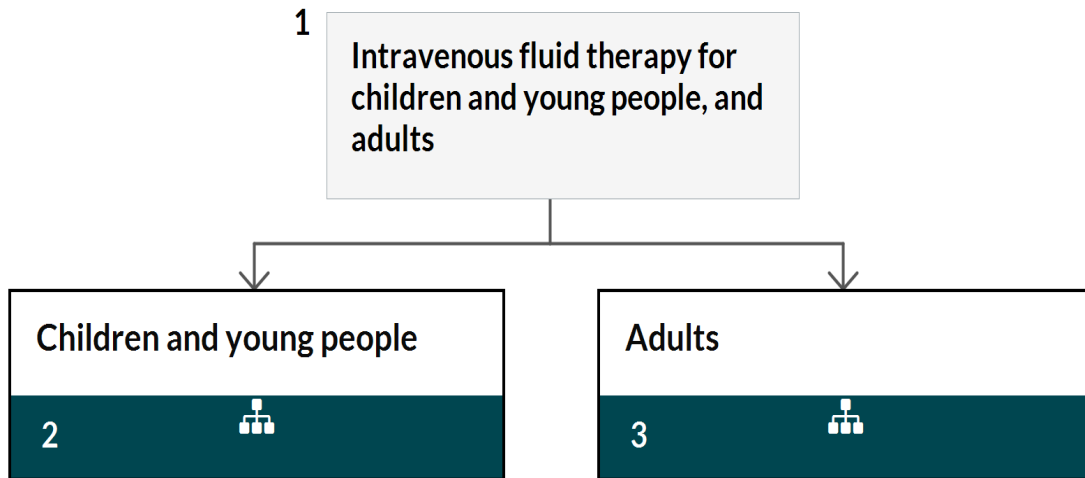 1
Intravenous fluid therapy for
children and young people, and
adults
Children and young people
Adults
2
3